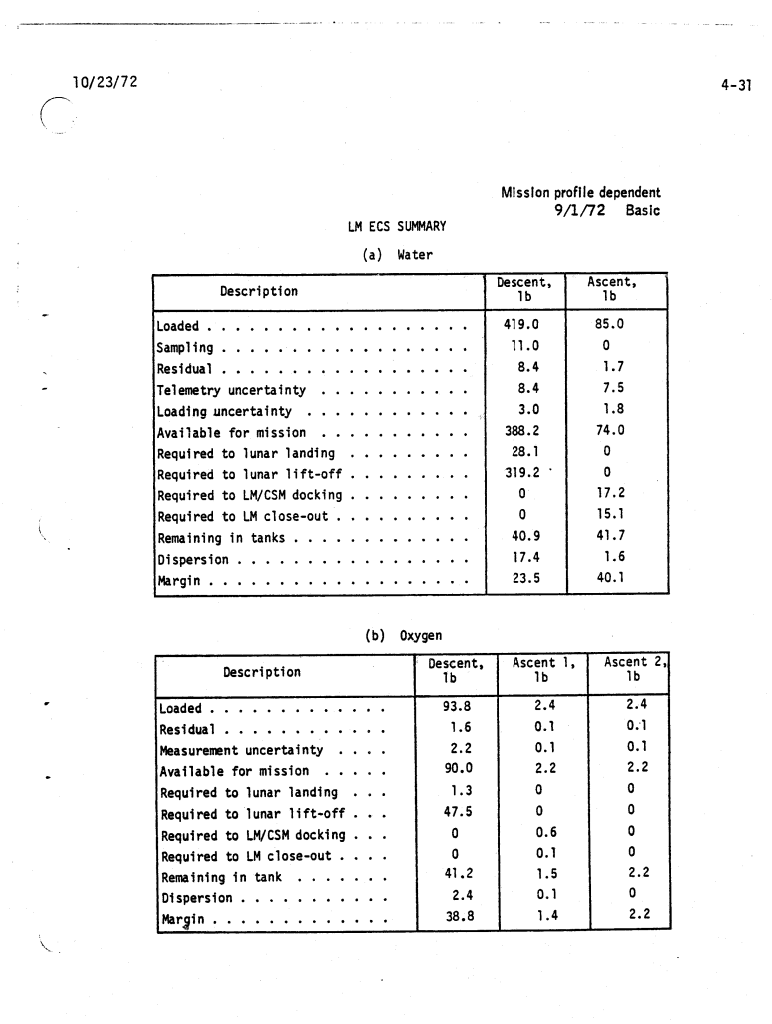 10/23/72
4-31
Mission profile dependent
9/1/72 Basic
LM ECS SUMMARY
(a) Water
Description Descent, lb Ascent, lb
Loaded . . . . . . . . . . . . . . . . . . . 419.0 85.0
Sampling . . . . . . . . . . . . . . . . . . 11.0 0
Residual . . . . . . . . . . . . . . . . . . 8.4 1.7
Telemetry uncertainty . . . . . . . . . . . 8.4 7.5
Loading uncertainty . . . . . . . . . . . . 3.0 1.8
Available for mission . . . . . . . . . . . 388.2 74.0
Required to lunar landing . . . . . . . . . 28.1 0
Required to lunar lift-off . . . . . . . . . 319.2 0
Required to LM/CSM docking . . . . . . . . . 0 17.2
Required to LM close-out . . . . . . . . . . 0 15.1
Remaining in tanks . . . . . . . . . . . . . 40.9 41.7
Dispersion . . . . . . . . . . . . . . . . . 17.4 1.6
Margin . . . . . . . . . . . . . . . . . . . 23.5 40.1
(b) Oxygen
Description Descent, lb Ascent 1, lb Ascent 2, lb
Loaded . . . . . . . . . . . . . 93.8 2.4 2.4
Residual . . . . . . . . . . . . 1.6 0.1 0.1
Measurement uncertainty . . . . 2.2 0.1 0.1
Available for mission . . . . . 90.0 2.2 2.2
Required to lunar landing . . . 1.3 0 0
Required to lunar lift-off . . . 47.5 0 0
Required to LM/CSM docking . . . 0 0.6 0
Required to LM close-out . . . . 0 0.1 0
Remaining in tank . . . . . . . 41.2 1.5 2.2
Dispersion . . . . . . . . . . . 2.4 0.1 0
Margin . . . . . . . . . . . . . 38.8 1.4 2.2